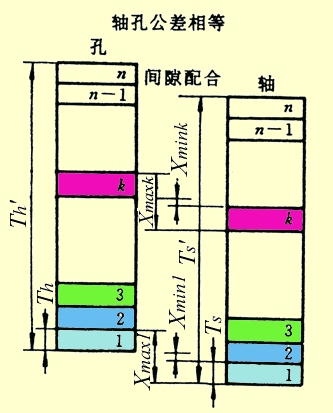 轴孔公差相等
孔
间隙配合
轴
n
n-1
k
3
2
1
n
n-1
k
3
2
1
Th'
Th
Xmaxk
Xmink
Ts'
Xmin1
Xmax1
Ts